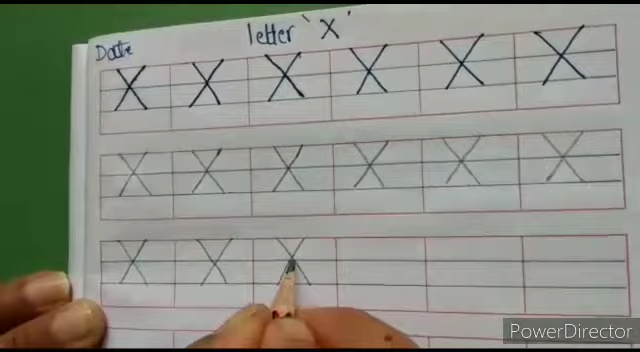 letter 'X'
Date
X X X X X X
X X X X X X
X X X
PowerDirector